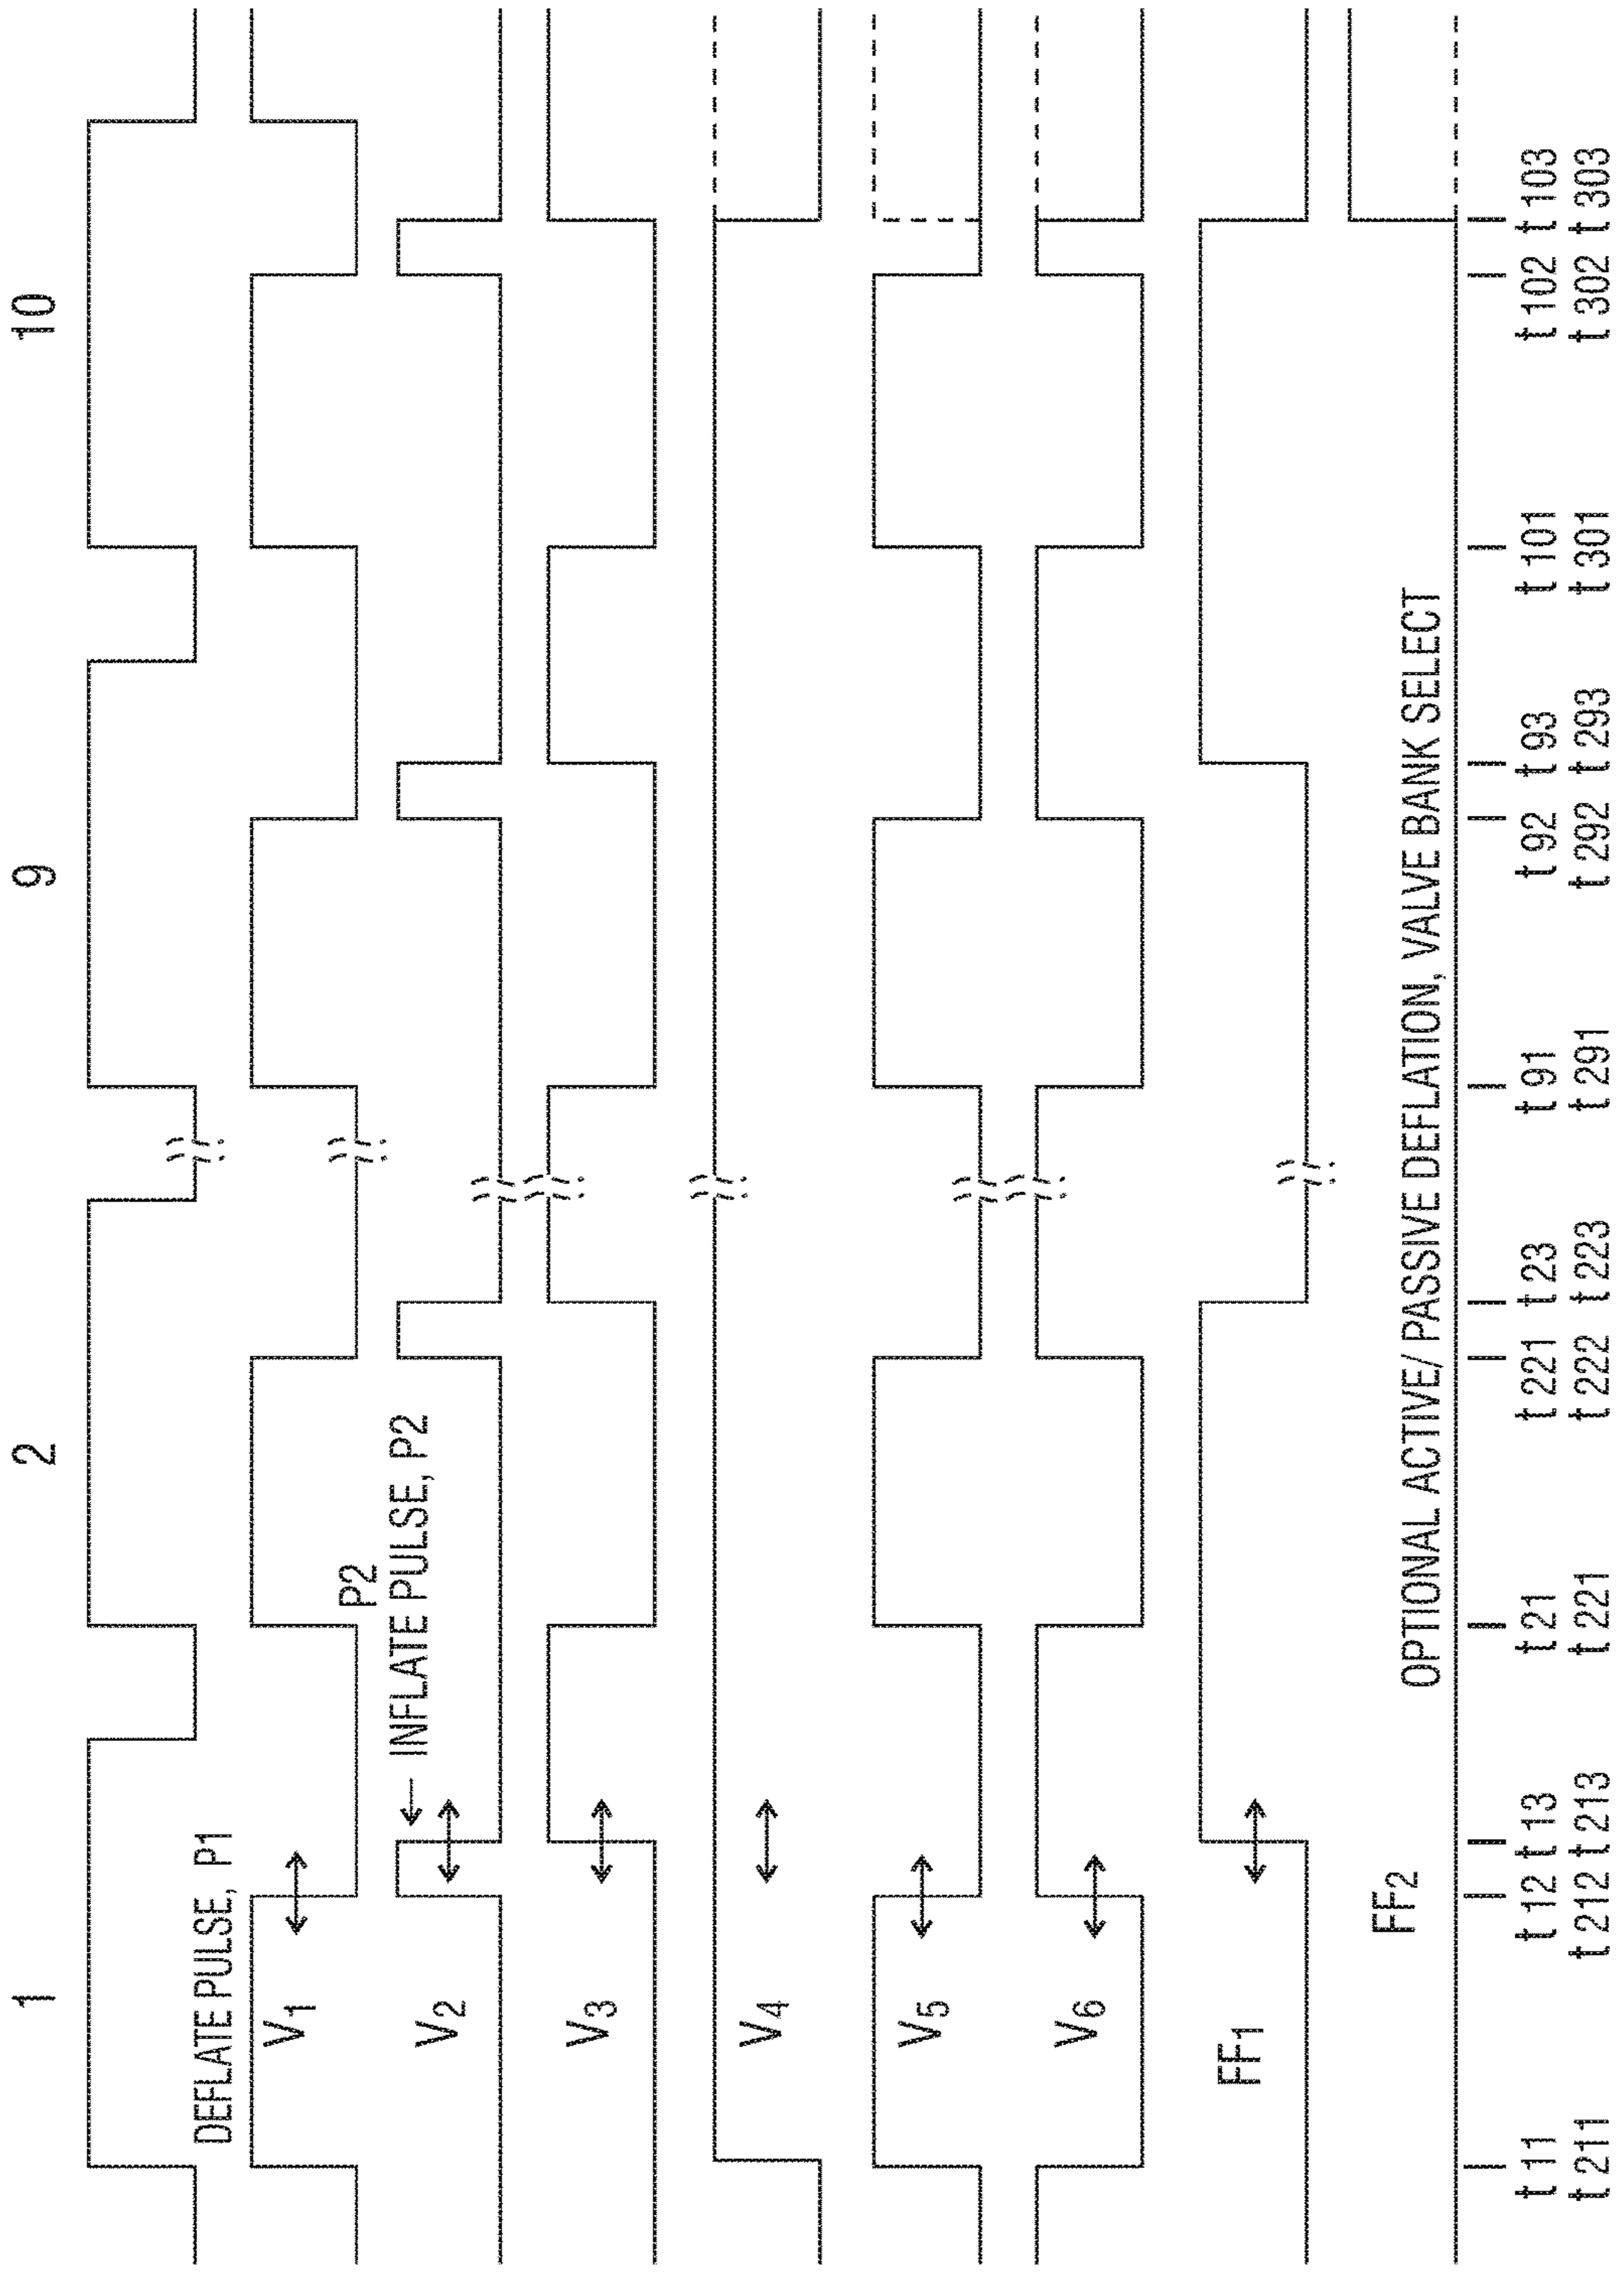 1 2 9 10
DEFLATE PULSE, P1
V1
P2
INFLATE PULSE, P2
V2
V3
V4
V5
V6
FF1
FF2
OPTIONAL ACTIVE/ PASSIVE DEFLATION, VALVE BANK SELECT
t 11 t 12 t 13 t 21 t 221 t 23 t 91 t 92 t 93 t 101 t 102 t 103
t 211 t 212 t 213 t 221 t 222 t 223 t 291 t 292 t 293 t 301 t 302 t 303